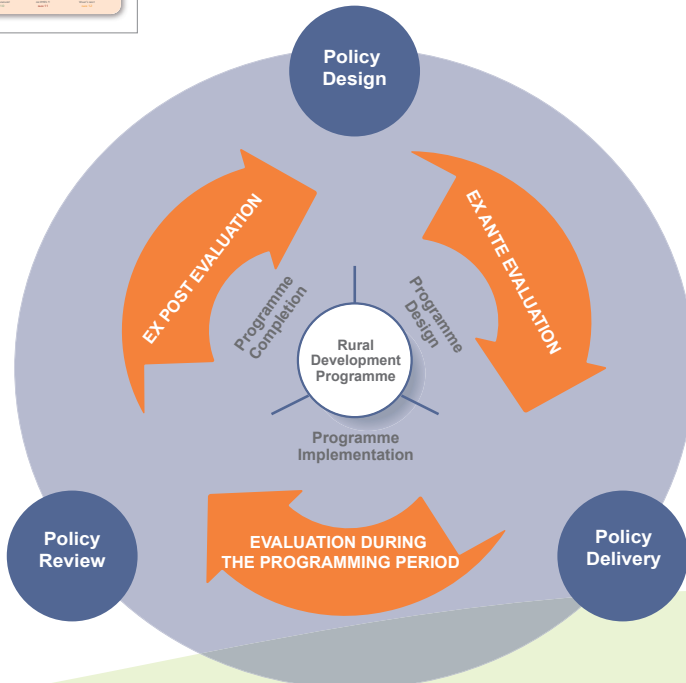 Policy
Design
EX POST EVALUATION
EX ANTE EVALUATION
Programme
Completion
Programme
Design
Rural
Development
Programme
Programme
Implementation
EVALUATION DURING
THE PROGRAMMING PERIOD
Policy
Review
Policy
Delivery